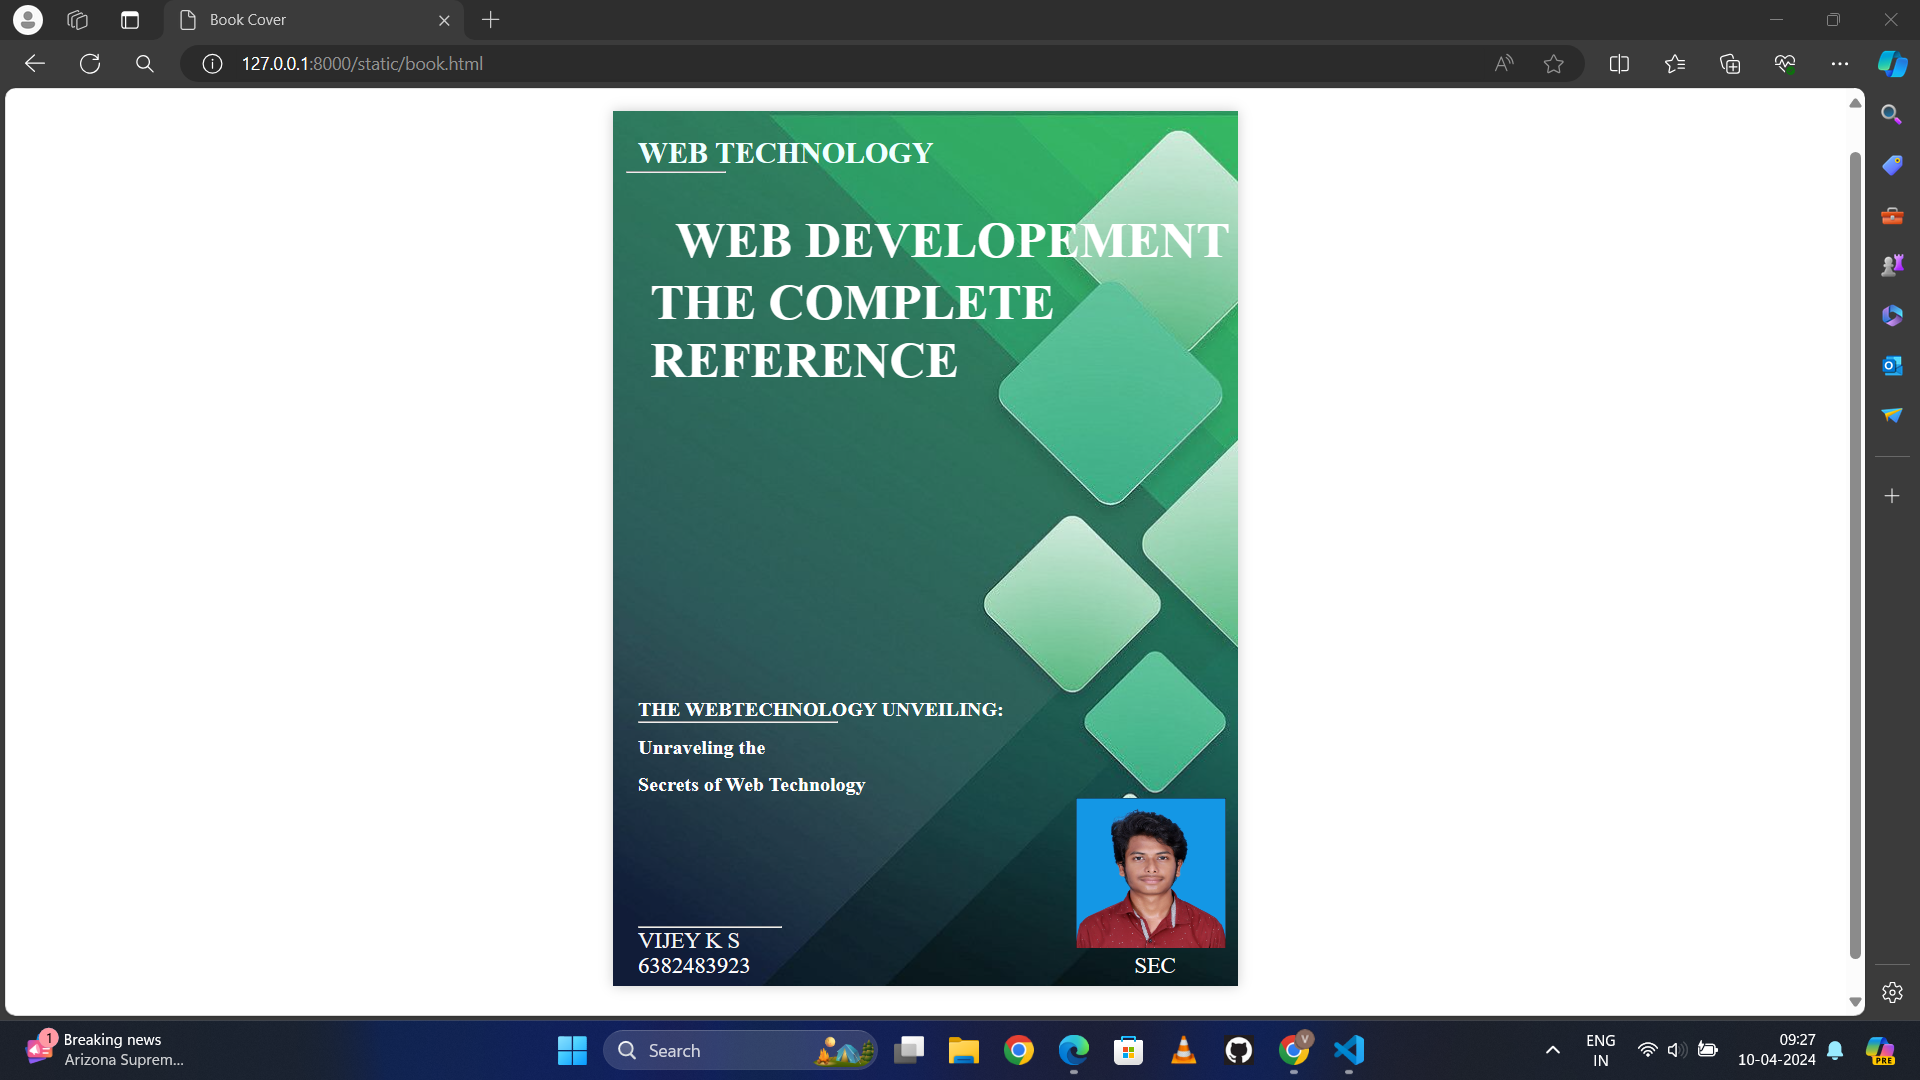 Book Cover
127.0.0.1:8000/static/book.html
WEB TECHNOLOGY
WEB DEVELOPEMENT
THE COMPLETE
REFERENCE
THE WEBTECHNOLOGY UNVEILING:
Unraveling the
Secrets of Web Technology
VIJEY K S
6382483923
SEC
1
Breaking news
Arizona Suprem...
Search
V
ENG
IN
09:27
10-04-2024
PRE